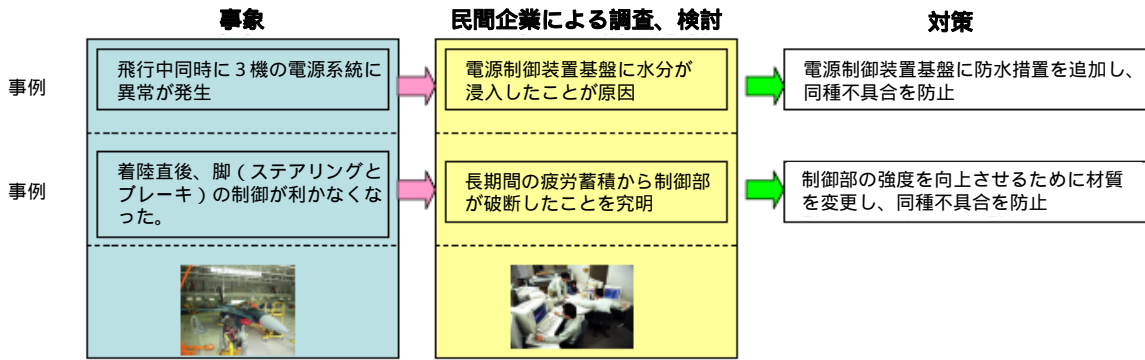 事象
民間企業による調査、検討
対策
事例
飛行中同時に３機の電源系統に
異常が発生
電源制御装置基盤に水分が
浸入したことが原因
電源制御装置基盤に防水措置を追加し、
同種不具合を防止
事例
着陸直後、脚（ステアリングと
ブレーキ）の制御が利かなくな
った。
長期間の疲労蓄積から制御部
が破断したことを究明
制御部の強度を向上させるために材質
を変更し、同種不具合を防止